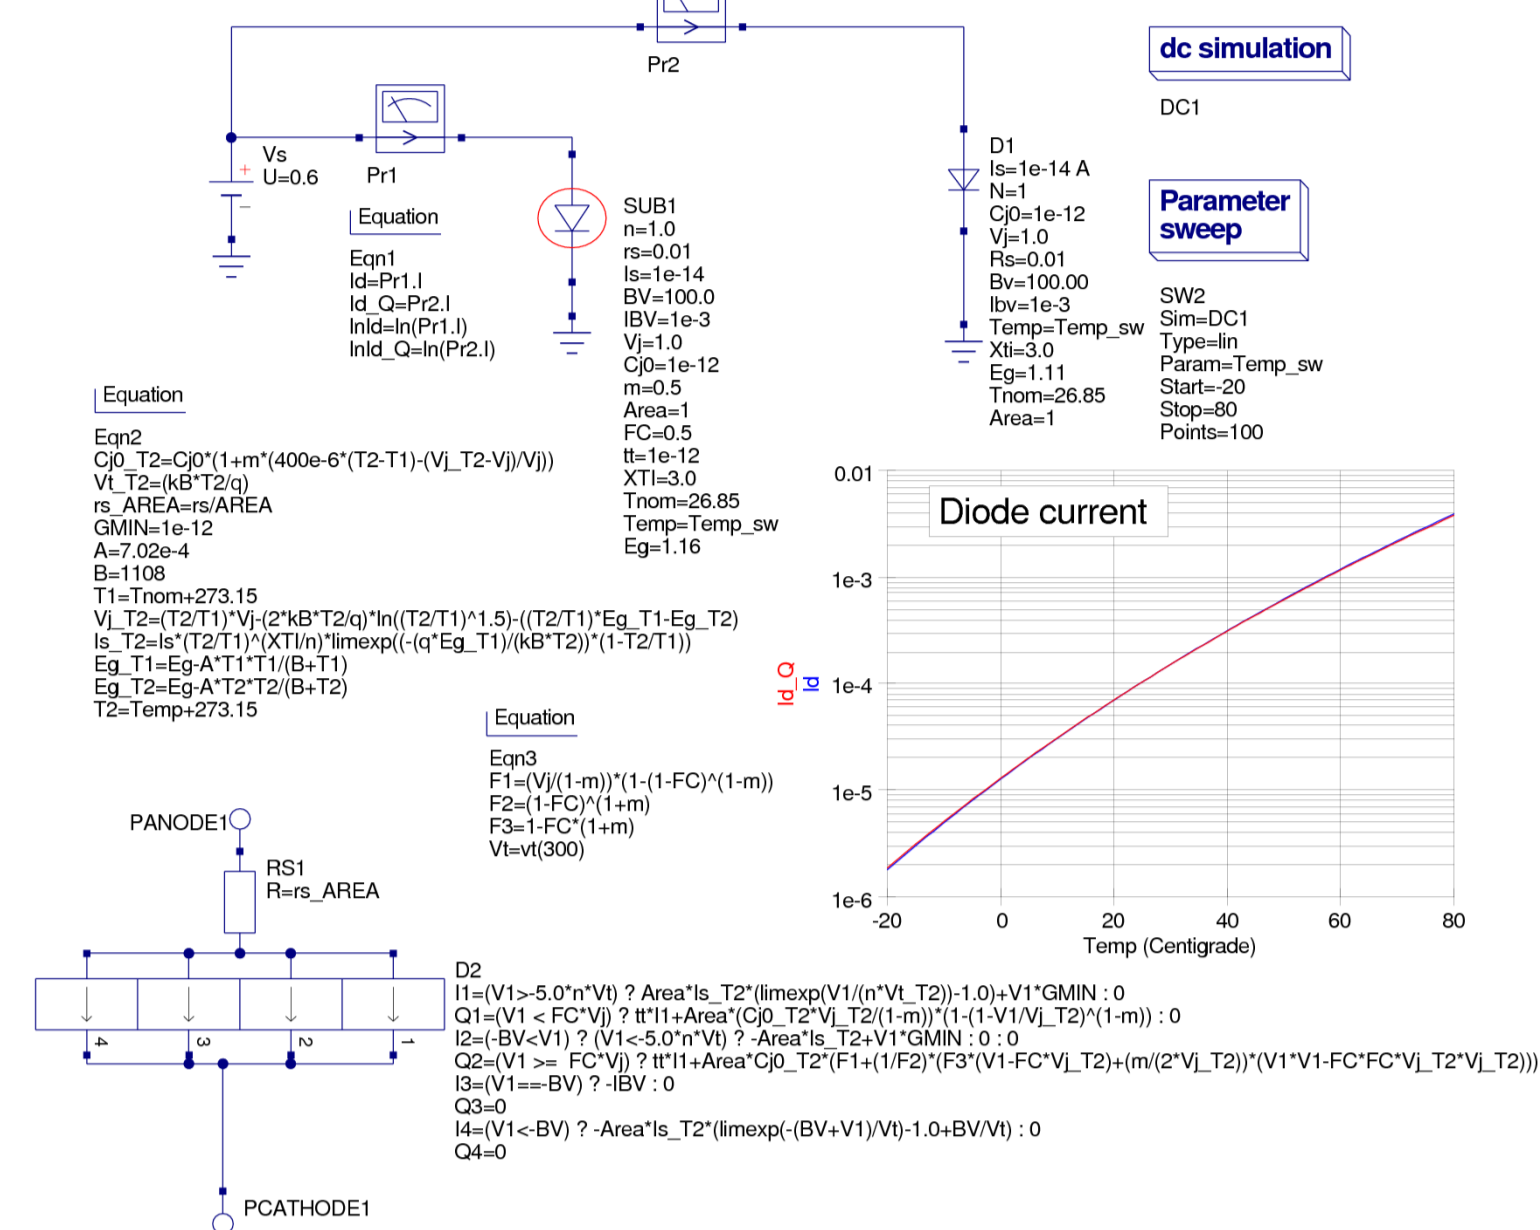 Pr2
dc simulation
DC1
Vs
U=0.6
Pr1
Equation
Eqn1
Id=Pr1.I
Id_Q=Pr2.I
lnId=ln(Pr1.I)
lnId_Q=ln(Pr2.I)
SUB1
n=1.0
rs=0.01
Is=1e-14
BV=100.0
IBV=1e-3
Vj=1.0
Cj0=1e-12
m=0.5
Area=1
FC=0.5
tt=1e-12
XTI=3.0
Tnom=26.85
Temp=Temp_sw
Eg=1.16
D1
Is=1e-14 A
N=1
Cj0=1e-12
Vj=1.0
Rs=0.01
Bv=100.00
Ibv=1e-3
Temp=Temp_sw
Xti=3.0
Eg=1.11
Tnom=26.85
Area=1
Parameter
sweep
SW2
Sim=DC1
Type=lin
Param=Temp_sw
Start=-20
Stop=80
Points=100
Equation
Eqn2
Cj0_T2=Cj0*(1+m*(400e-6*(T2-T1)-(Vj_T2-Vj)/Vj))
Vt_T2=(kB*T2/q)
rs_AREA=rs/AREA
GMIN=1e-12
A=7.02e-4
B=1108
T1=Tnom+273.15
Vj_T2=(T2/T1)*Vj-(2*kB*T2/q)*ln((T2/T1)^1.5)-((T2/T1)*Eg_T1-Eg_T2)
Is_T2=Is*(T2/T1)^(XTI/n)*limexp((-(q*Eg_T1)/(kB*T2))*(1-T2/T1))
Eg_T1=Eg-A*T1*T1/(B+T1)
Eg_T2=Eg-A*T2*T2/(B+T2)
T2=Temp+273.15
Equation
Eqn3
F1=(Vj/(1-m))*(1-(1-FC)^(1-m))
F2=(1-FC)^(1+m)
F3=1-FC*(1+m)
Vt=vt(300)
Diode current
0.01
1e-3
1e-4
1e-5
1e-6
Id_Q
Id
-20
0
20
40
60
80
Temp (Centigrade)
PANODE1
RS1
R=rs_AREA
4
3
2
1
D2
I1=(V1>-5.0*n*Vt) ? Area*Is_T2*(limexp(V1/(n*Vt_T2))-1.0)+V1*GMIN : 0
Q1=(V1 < FC*Vj) ? tt*I1+Area*(Cj0_T2*Vj_T2/(1-m))*(1-(1-V1/Vj_T2)^(1-m)) : 0
I2=(-BV<V1) ? (V1<-5.0*n*Vt) ? -Area*Is_T2+V1*GMIN : 0 : 0
Q2=(V1 >=  FC*Vj) ? tt*I1+Area*Cj0_T2*(F1+(1/F2)*(F3*(V1-FC*Vj_T2)+(m/(2*Vj_T2))*(V1*V1-FC*FC*Vj_T2*Vj_T2)))
I3=(V1==-BV) ? -IBV : 0
Q3=0
I4=(V1<-BV) ? -Area*Is_T2*(limexp(-(BV+V1)/Vt)-1.0+BV/Vt) : 0
Q4=0
PCATHODE1